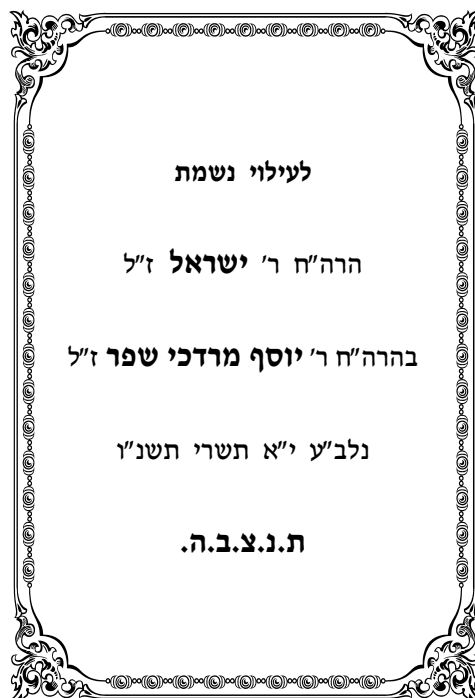 לעילוי נשמת
הרה״ח ר׳ ישראל ז״ל
בהרה״ח ר׳ יוסף מרדכי שפר ז״ל
נלב״ע י״א תשרי תשנ״ו
ת.נ.צ.ב.ה.